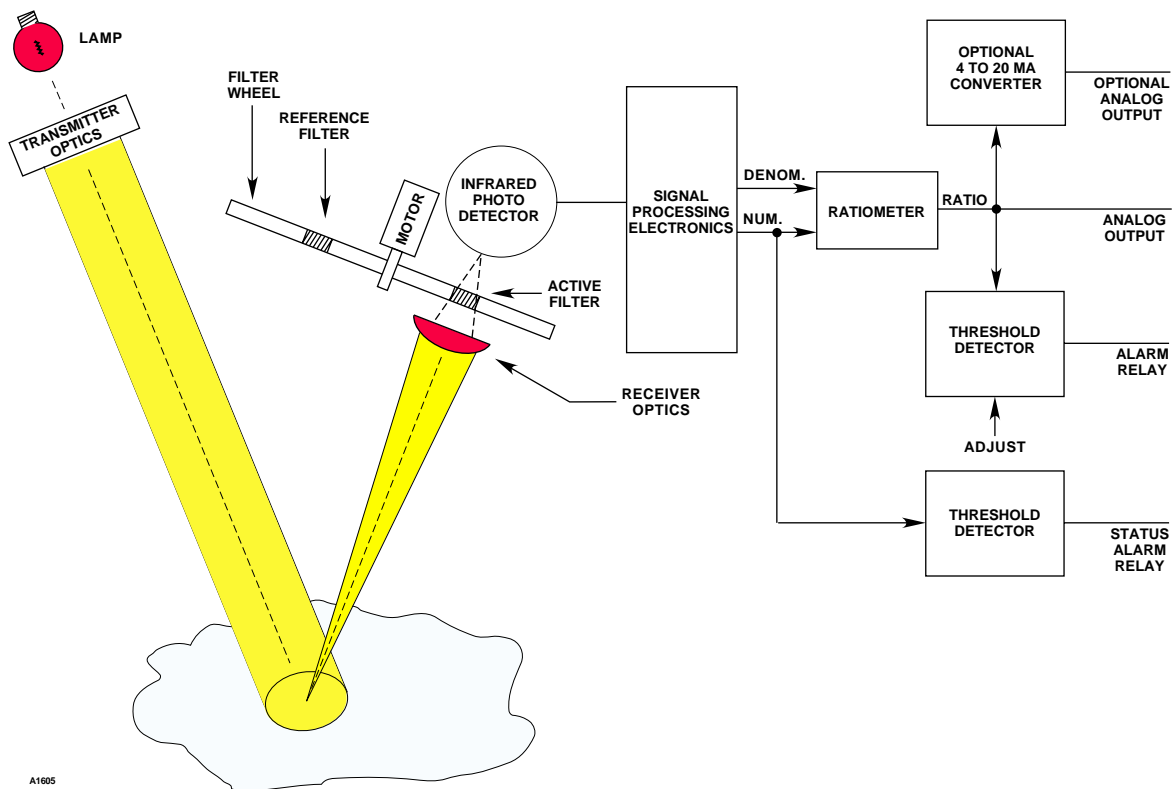 LAMP
TRANSMITTER
OPTICS
FILTER
WHEEL
REFERENCE
FILTER
MOTOR
INFRARED
PHOTO
DETECTOR
ACTIVE
FILTER
RECEIVER
OPTICS
SIGNAL
PROCESSING
ELECTRONICS
DENOM.
NUM.
RATIOMETER
RATIO
OPTIONAL
4 TO 20 MA
CONVERTER
OPTIONAL
ANALOG
OUTPUT
ANALOG
OUTPUT
THRESHOLD
DETECTOR
ALARM
RELAY
ADJUST
THRESHOLD
DETECTOR
STATUS
ALARM
RELAY
A1605